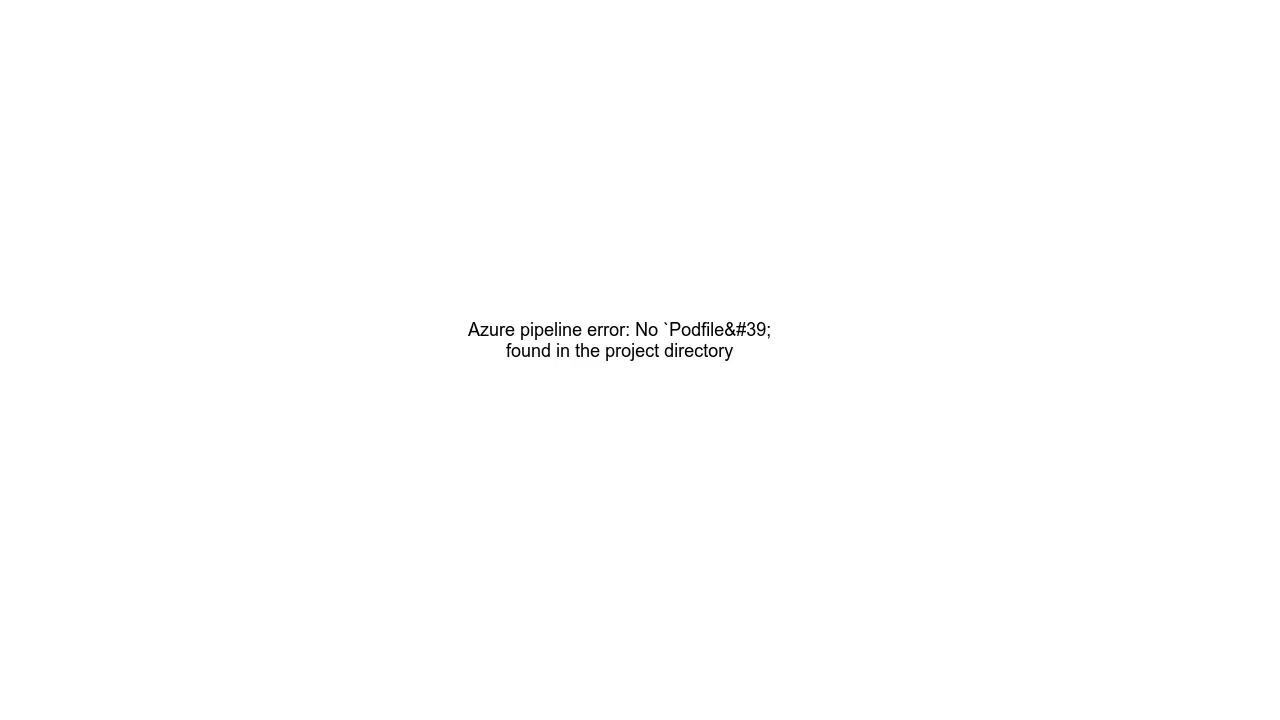 Azure pipeline error: No `Podfile&#39;
found in the project directory